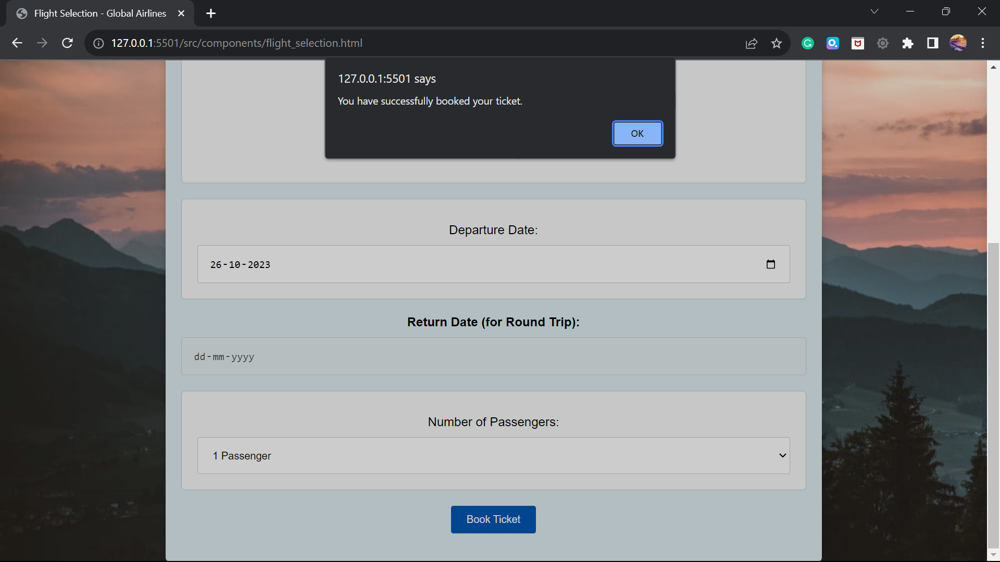 Flight Selection - Global Airlines
127.0.0.1:5501/src/components/flight_selection.html
127.0.0.1:5501 says
You have successfully booked your ticket.
OK
Departure Date:
26-10-2023
Return Date (for Round Trip):
dd-mm-yyyy
Number of Passengers:
1 Passenger
Book Ticket